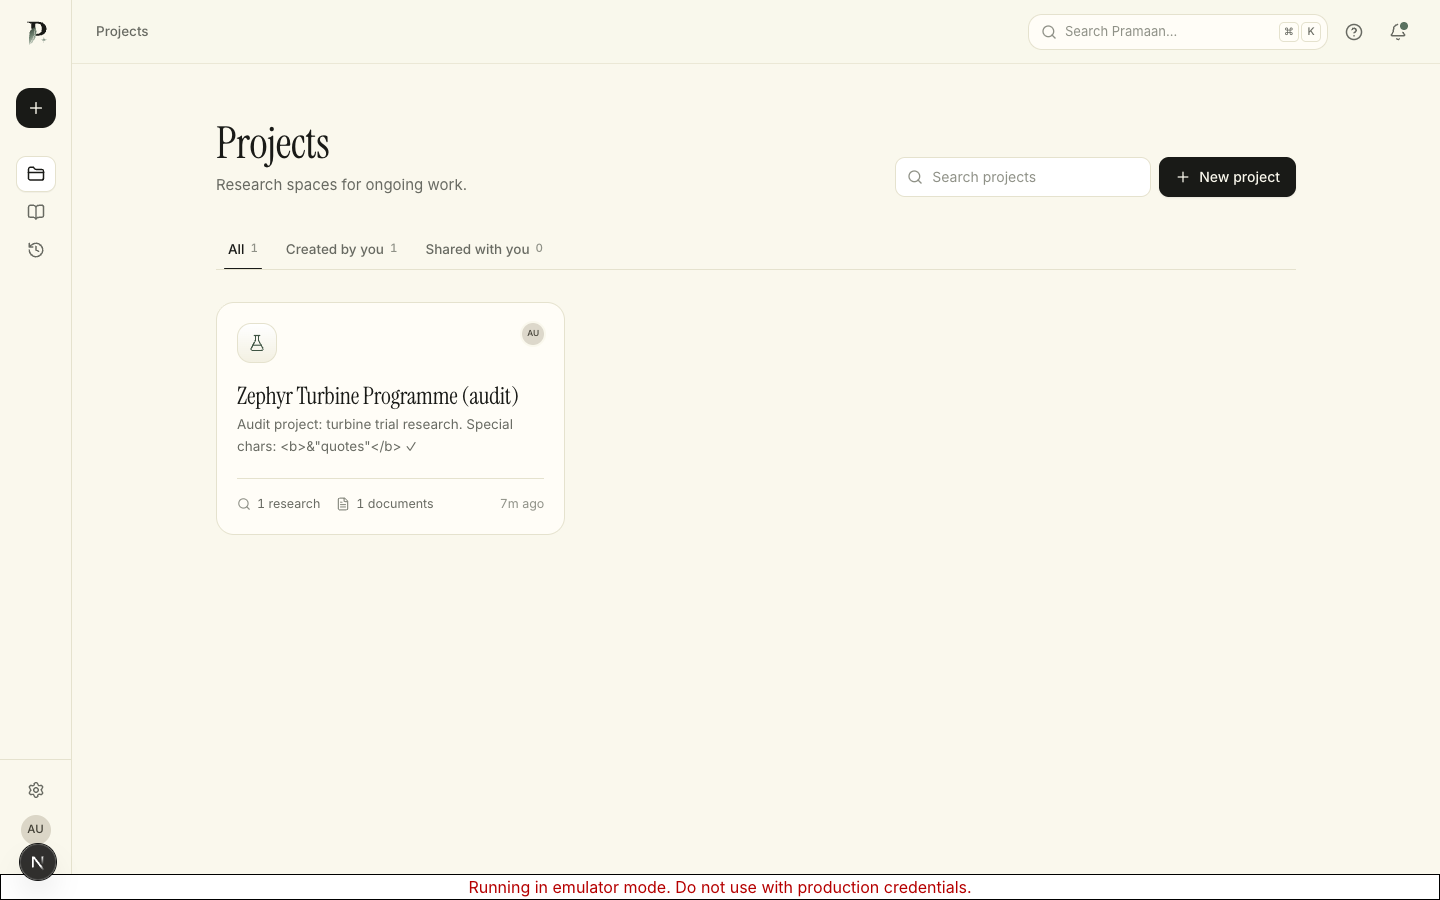 P
Projects
Search Pramaan...
⌘ K
Projects
Research spaces for ongoing work.
Search projects
New project
All 1
Created by you 1
Shared with you 0
AU
Zephyr Turbine Programme (audit)
Audit project: turbine trial research. Special
chars: <b>&"quotes"</b> ✓
1 research
1 documents
7m ago
AU
N
Running in emulator mode. Do not use with production credentials.